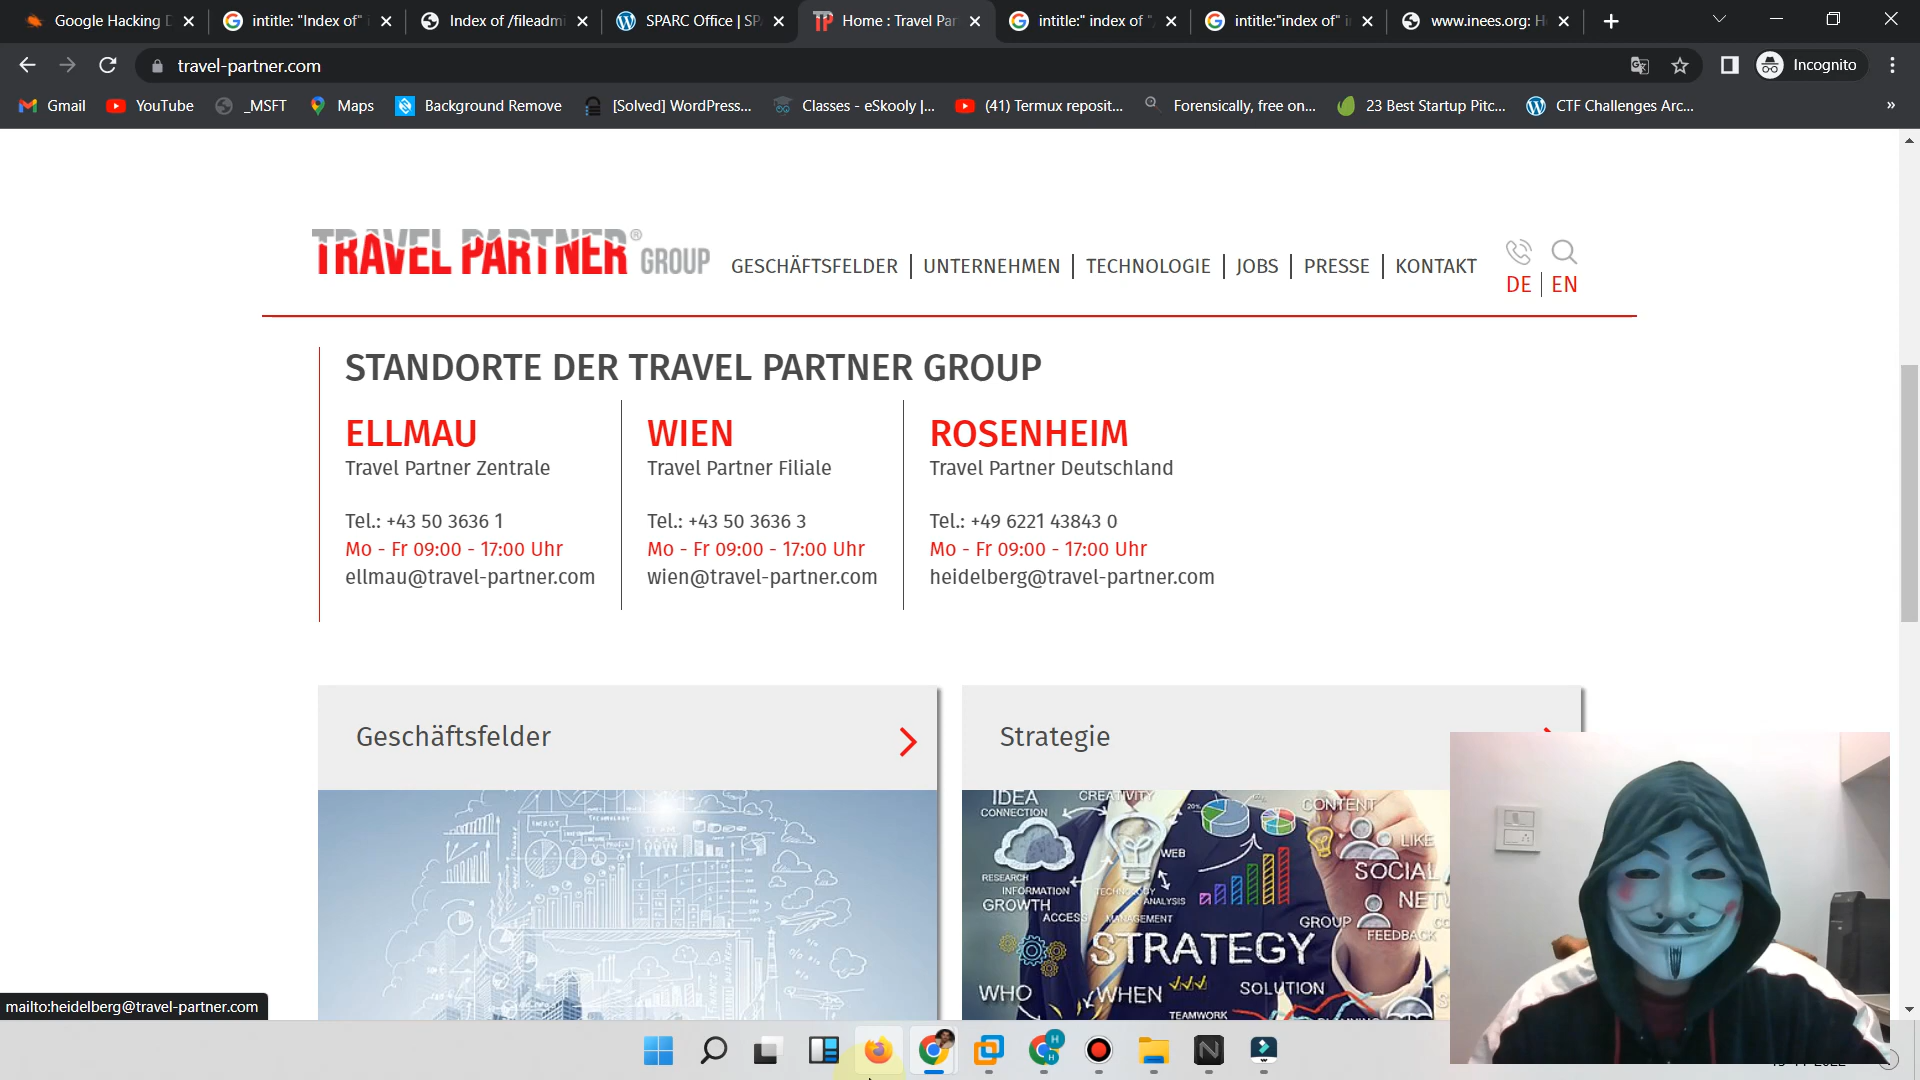 Google Hacking D
intitle: "Index of" i
Index of /fileadmi
SPARC Office | SP
Home : Travel Par
intitle:" index of "
intitle:"index of" i
www.inees.org: H
travel-partner.com
Incognito
Gmail
YouTube
_MSFT
Maps
Background Remove
[Solved] WordPress...
Classes - eSkooly |...
(41) Termux reposit...
Forensically, free on...
23 Best Startup Pitc...
CTF Challenges Arc...
»
TRAVEL PARTNER® GROUP
GESCHÄFTSFELDER | UNTERNEHMEN | TECHNOLOGIE | JOBS | PRESSE | KONTAKT
DE | EN
STANDORTE DER TRAVEL PARTNER GROUP
ELLMAU
Travel Partner Zentrale
Tel.: +43 50 3636 1
Mo - Fr 09:00 - 17:00 Uhr
ellmau@travel-partner.com
WIEN
Travel Partner Filiale
Tel.: +43 50 3636 3
Mo - Fr 09:00 - 17:00 Uhr
wien@travel-partner.com
ROSENHEIM
Travel Partner Deutschland
Tel.: +49 6221 43843 0
Mo - Fr 09:00 - 17:00 Uhr
heidelberg@travel-partner.com
Geschäftsfelder
Strategie
IDEA
CREATIVITY
CONTENT
CONNECTION
LIKE
WEB
SOCIAL
RESEARCH
INFORMATION
TECHNOLOGY
ANALYSIS
GROWTH
ACCESS
MANAGEMENT
GROUP
FEEDBACK
STRATEGY
WHO
WHEN
SOLUTION
TEAMWORK
mailto:heidelberg@travel-partner.com